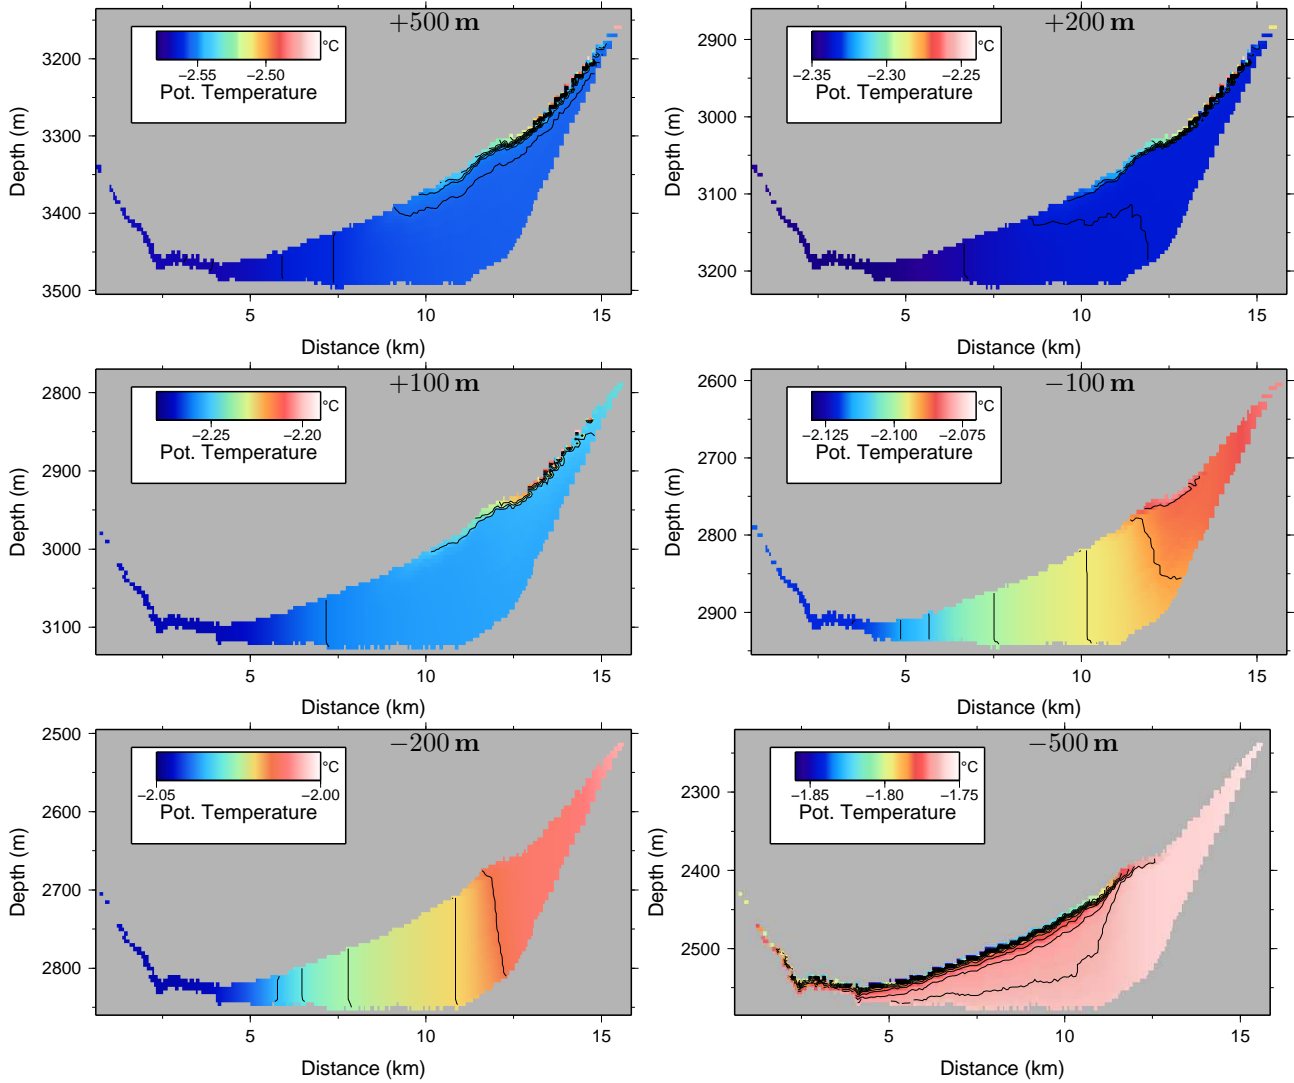 +500 m
3200
3300
3400
3500
Depth (m)
°C
−2.55
−2.50
Pot. Temperature
5
10
15
Distance (km)
+200 m
2900
3000
3100
3200
Depth (m)
°C
−2.35
−2.30
−2.25
Pot. Temperature
5
10
15
Distance (km)
+100 m
2800
2900
3000
3100
Depth (m)
°C
−2.25
−2.20
Pot. Temperature
5
10
15
Distance (km)
−100 m
2600
2700
2800
2900
Depth (m)
°C
−2.125
−2.100
−2.075
Pot. Temperature
5
10
15
Distance (km)
−200 m
2500
2600
2700
2800
Depth (m)
°C
−2.05
−2.00
Pot. Temperature
5
10
15
Distance (km)
−500 m
2300
2400
2500
Depth (m)
°C
−1.85
−1.80
−1.75
Pot. Temperature
5
10
15
Distance (km)